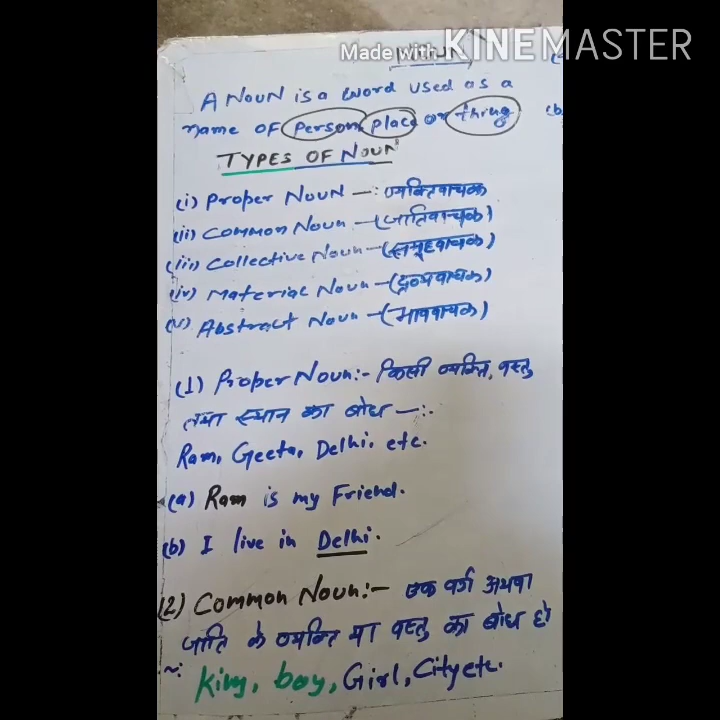 Made with KINEMASTER
NOUN
A NOUN is a word used as a
name OF person place or thing
TYPES OF NOUN
(i) Proper NOUN -: व्यक्तिवाचक
(ii) Common Noun -(जातिवाचक)
(iii) Collective Noun -(समूहवाचक)
(iv) Material Noun -(द्रव्यवाचक)
(v) Abstract Noun -(भाववाचक)
(1) Proper Noun:- किसी व्यक्ति, वस्तु
तथा स्थान का बोध -:.
Ram, Geeta, Delhi. etc.
(a) Ram is my Friend.
(b) I live in Delhi.
(2) Common Noun:- एक वर्ग अथवा
जाति के व्यक्ति या वस्तु का बोध हो
~: King, boy, Girl, City etc.